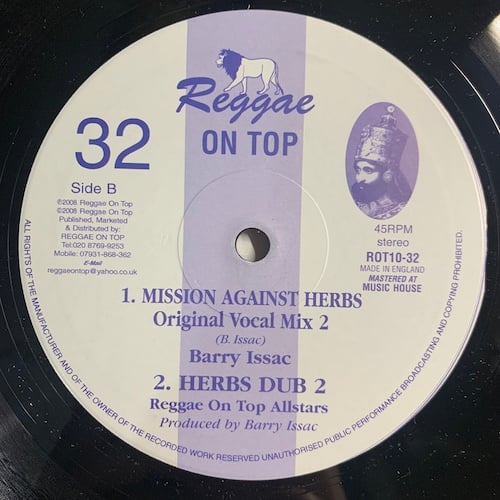 Reggae
ON TOP
32
Side B
℗2008 Reggae On Top
©2008 Reggae On Top
Published, Marketed
& Distributed by:
REGGAE ON TOP
Tel:020 8769-9253
Mobile: 07931-868-362
E-Mail
reggaeontop@yahoo.co.uk
45RPM
stereo
ROT10-32
MADE IN ENGLAND
MASTERED AT
MUSIC HOUSE
1. MISSION AGAINST HERBS
Original Vocal Mix 2
(B. Issac)
Barry Issac
2. HERBS DUB 2
Reggae On Top Allstars
Produced by Barry Issac
ALL RIGHTS OF THE MANUFACTURER AND OF THE OWNER OF THE RECORDED WORK RESERVED UNAUTHORISED PUBLIC PERFORMANCE BROADCASTING AND COPYING PROHIBITED.